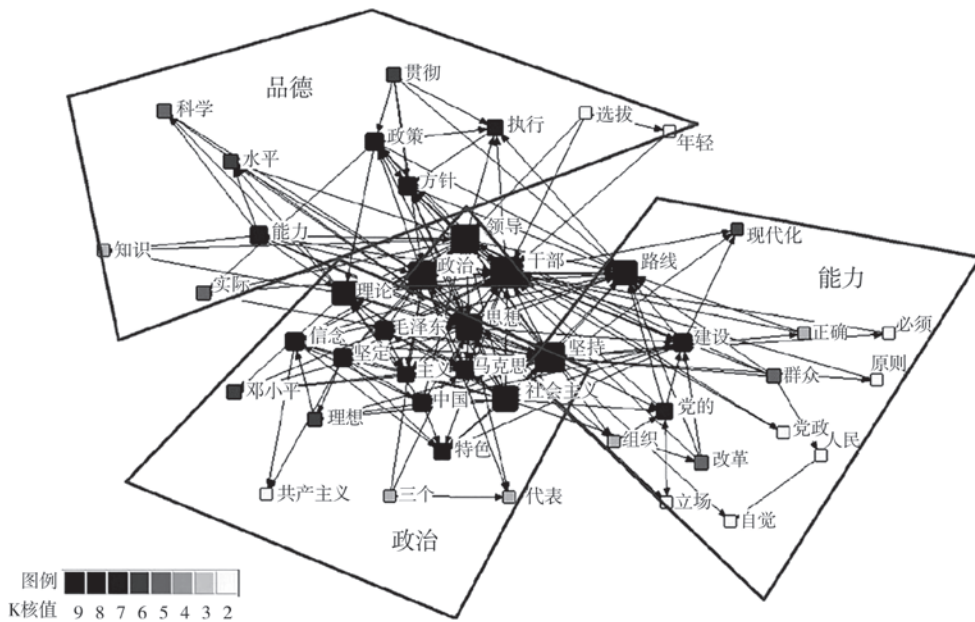 贯彻
品德
科学
选拔
执行
年轻
政策
水平
方针
能力
领导
现代化
知识
干部
路线
政治
能力
实际
理论
思想
毛泽东
正确
必须
信念
建设
坚持
坚定
马克思
原则
主义
群众
邓小平
社会主义
中国
党的
理想
党政
组织
人民
特色
改革
共产主义
三个
代表
立场
自觉
政治
图例
K核值 9 8 7 6 5 4 3 2